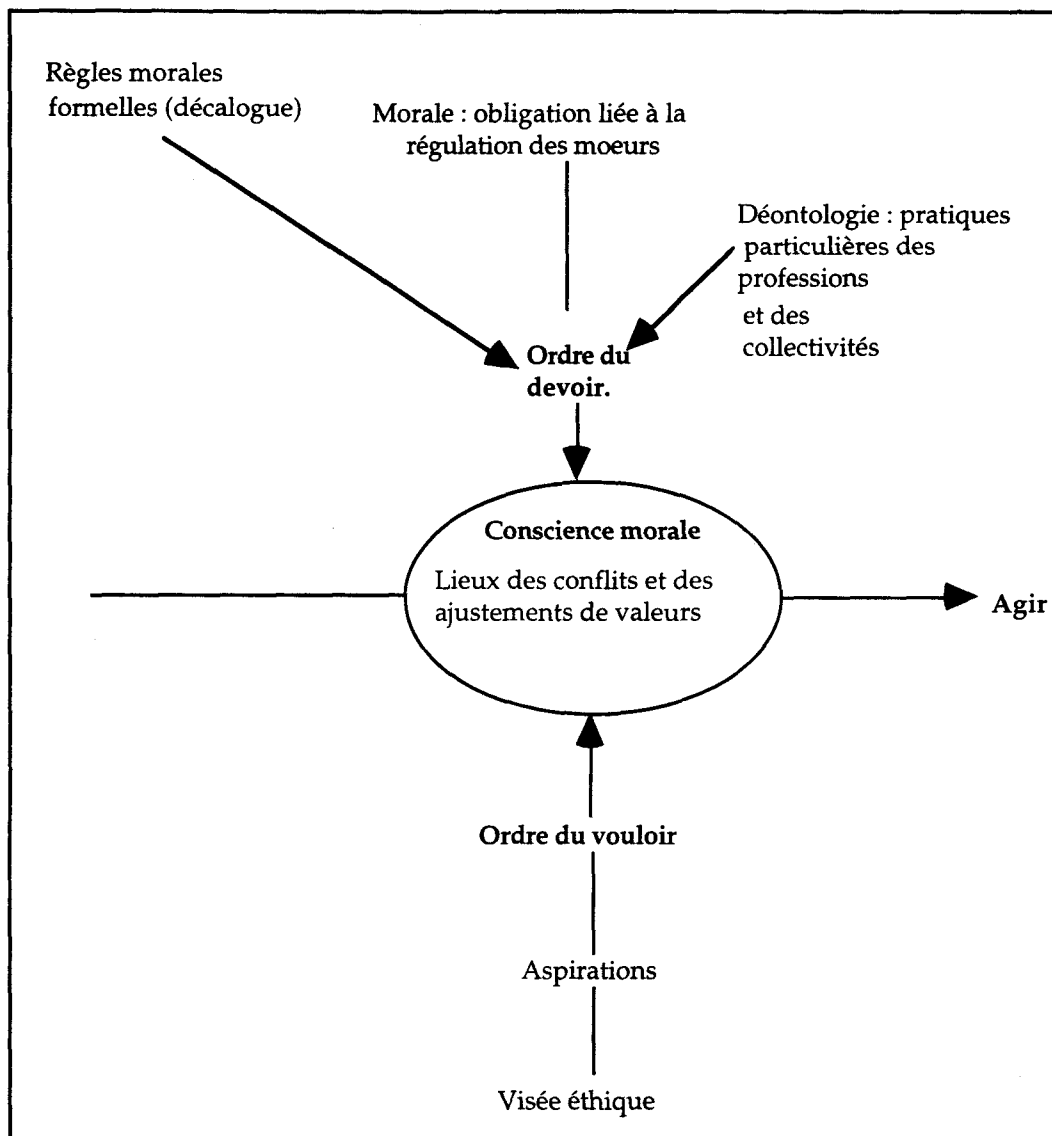 Règles morales
formelles (décalogue)
Morale : obligation liée à la
régulation des moeurs
Déontologie : pratiques
particulières des
professions
et des
collectivités
Ordre du
devoir.
Conscience morale
Lieux des conflits et des
ajustements de valeurs
Agir
Ordre du vouloir
Aspirations
Visée éthique